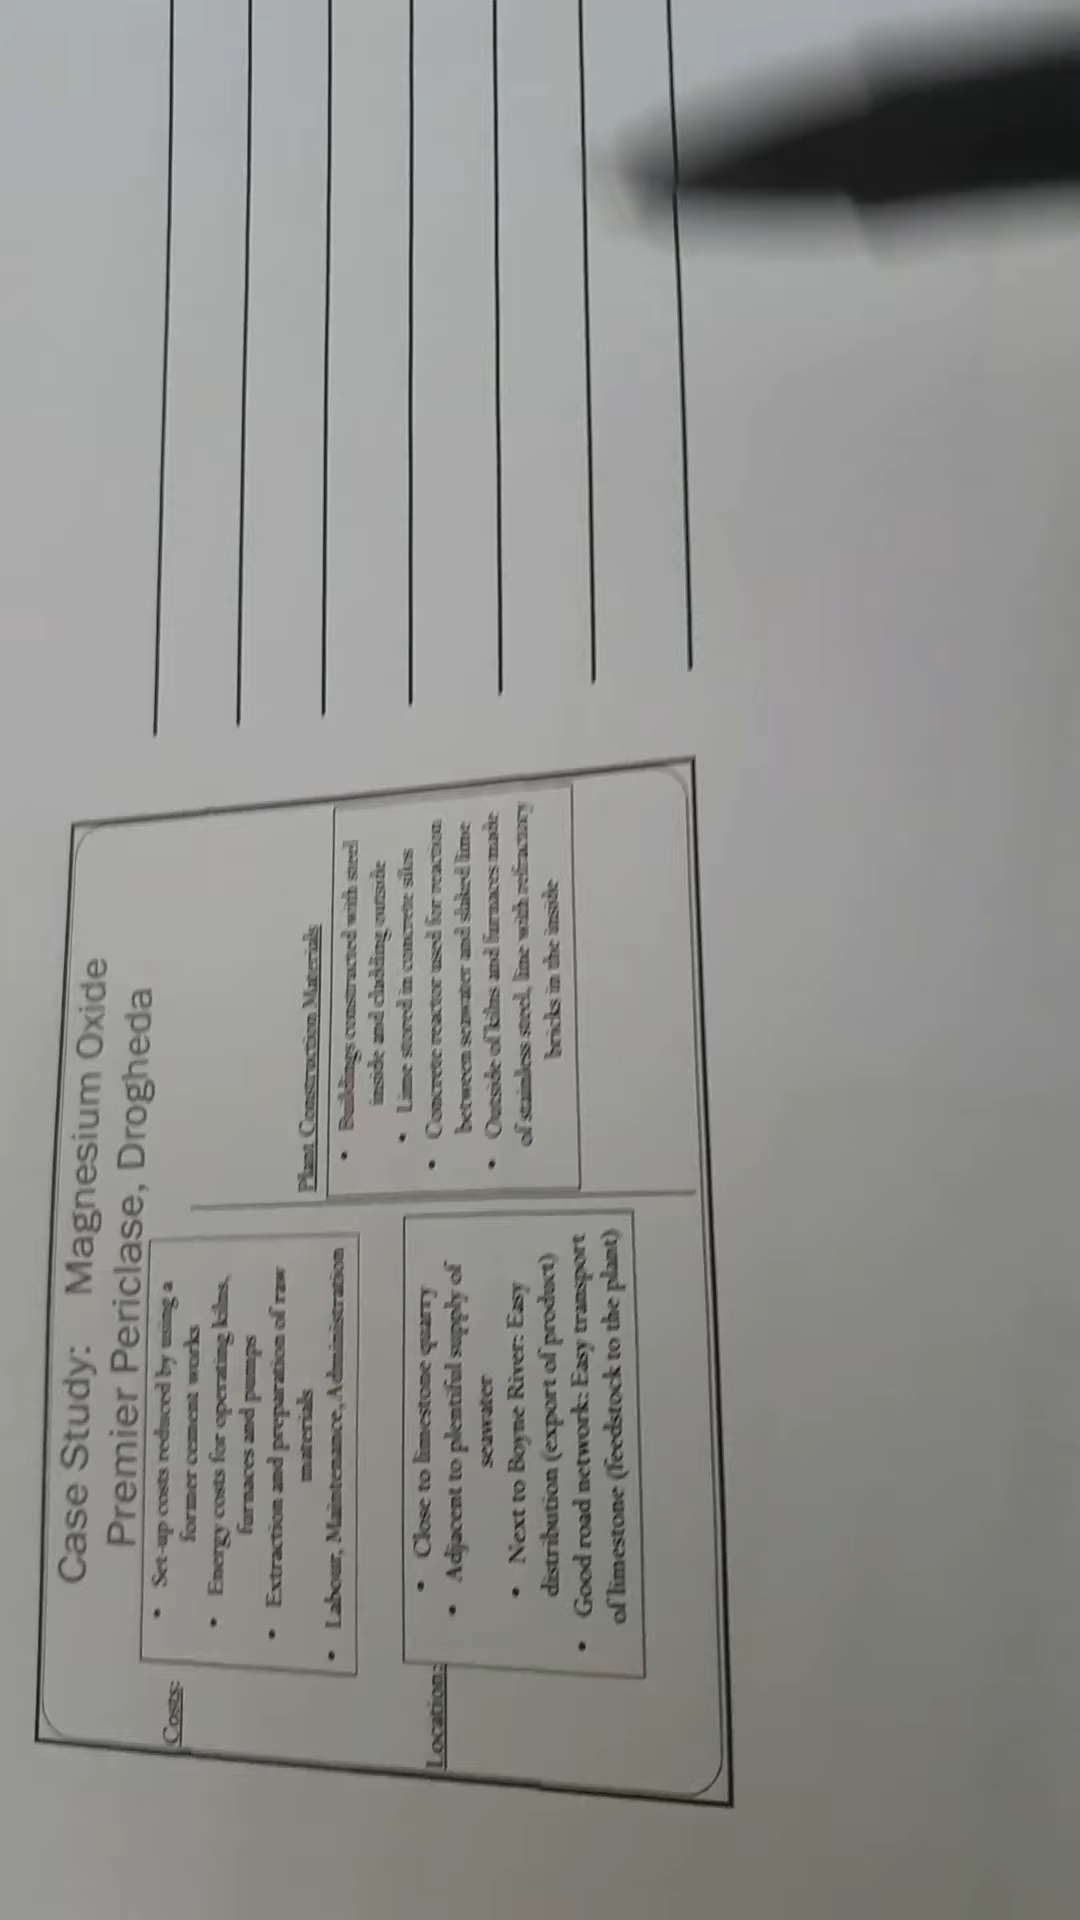 Case Study: Magnesium Oxide
Premier Periclase, Drogheda
Costs:
• Set-up costs reduced by using a
former cement works
• Energy costs for operating kilns,
furnaces and pumps
• Extraction and preparation of raw
materials
• Labour, Maintenance, Administration
Location:
• Close to limestone quarry
• Adjacent to plentiful supply of
seawater
• Next to Boyne River: Easy
distribution (export of product)
• Good road network: Easy transport
of limestone (feedstock to the plant)
Plant Construction Materials
• Buildings constructed with steel
inside and cladding outside
• Lime stored in concrete silos
• Concrete reactor used for reaction
between seawater and slaked lime
• Outside of kilns and furnaces made
of stainless steel, lime with refractory
bricks in the inside